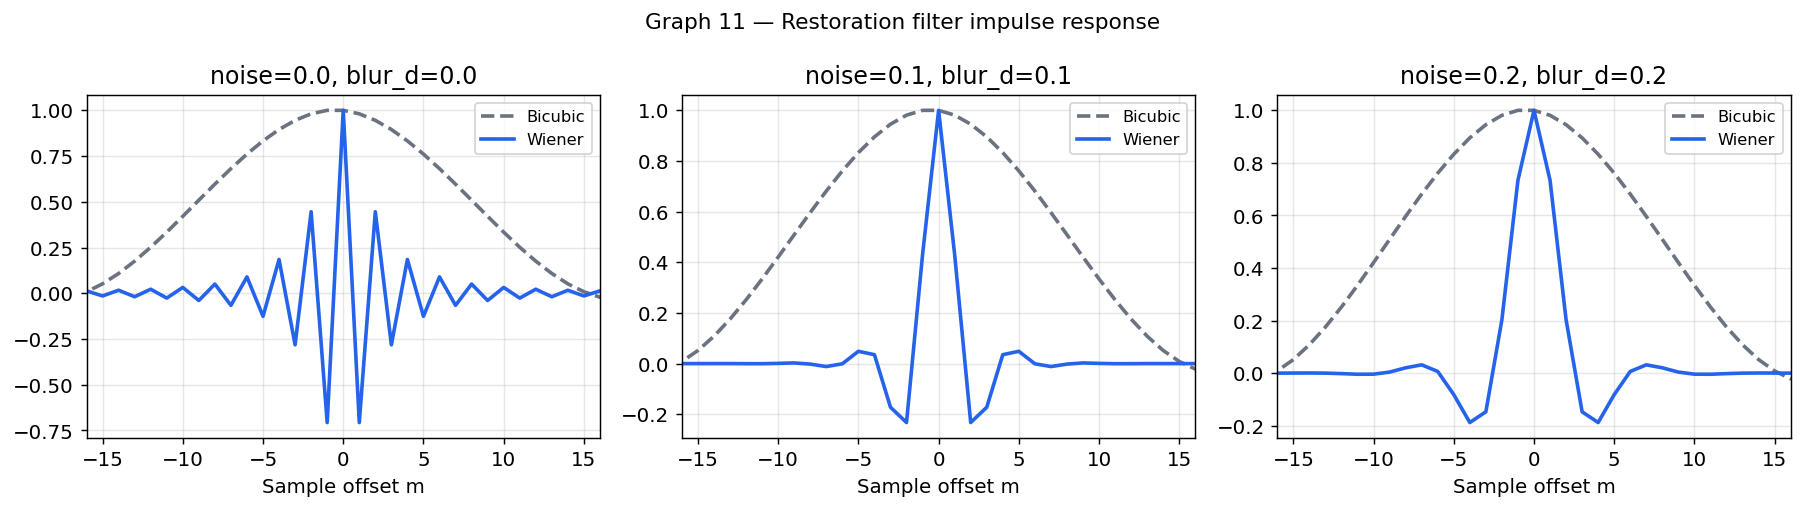 Graph 11 — Restoration filter impulse response
noise=0.0, blur_d=0.0
Bicubic
Wiener
1.00
0.75
0.50
0.25
0.00
−0.25
−0.50
−0.75
−15 −10 −5 0 5 10 15
Sample offset m
noise=0.1, blur_d=0.1
Bicubic
Wiener
1.0
0.8
0.6
0.4
0.2
0.0
−0.2
−15 −10 −5 0 5 10 15
Sample offset m
noise=0.2, blur_d=0.2
Bicubic
Wiener
1.0
0.8
0.6
0.4
0.2
0.0
−0.2
−15 −10 −5 0 5 10 15
Sample offset m